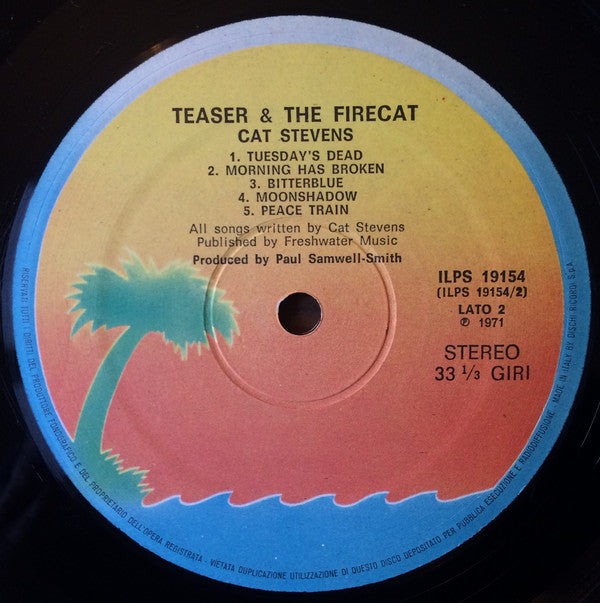 TEASER & THE FIRECAT
CAT STEVENS
1. TUESDAY'S DEAD
2. MORNING HAS BROKEN
3. BITTERBLUE
4. MOONSHADOW
5. PEACE TRAIN
All songs written by Cat Stevens
Published by Freshwater Music
Produced by Paul Samwell-Smith
ILPS 19154
(ILPS 19154/2)
LATO 2
℗ 1971
STEREO
33 1/3 GIRI
RISERVATI TUTTI I DIRITTI DEL PRODUTTORE FONOGRAFICO E DEL PROPRIETARIO DELL'OPERA REGISTRATA - VIETATA DUPLICAZIONE UTILIZZAZIONE DI QUESTO DISCO DEPOSITATO PER PUBBLICA ESECUZIONE E RADIODIFFUSIONE. MADE IN ITALY BY DISCHI RICORDI S.p.A.